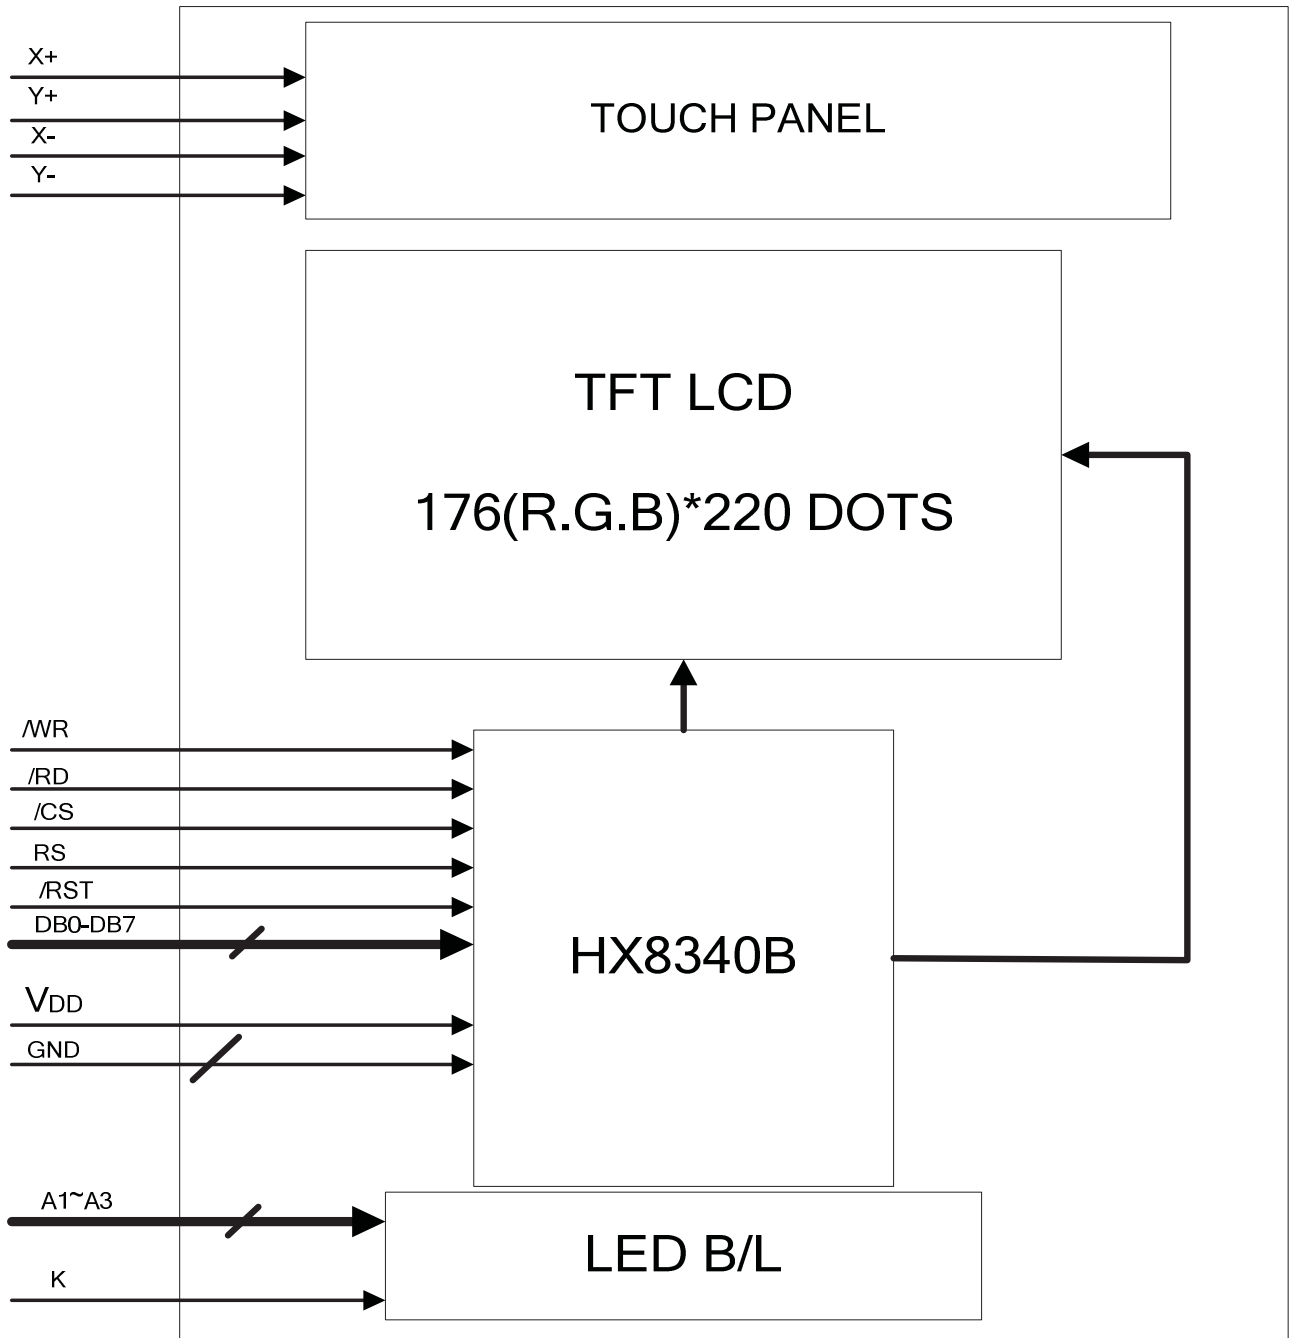 X+
Y+
X-
Y-
TOUCH PANEL
TFT LCD
176(R.G.B)*220 DOTS
/WR
/RD
/CS
RS
/RST
DB0-DB7
VDD
GND
HX8340B
A1~A3
K
LED B/L